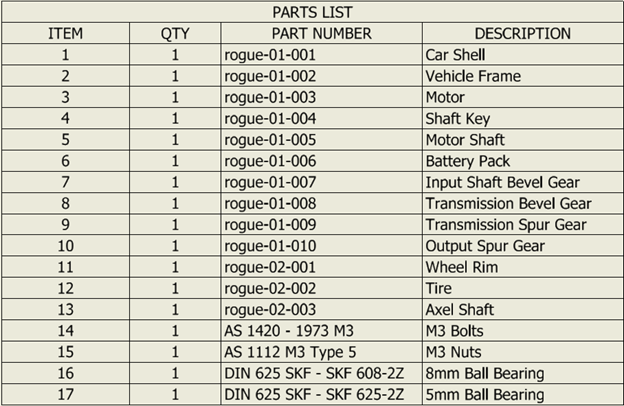 PARTS LIST
ITEM QTY PART NUMBER DESCRIPTION
1 1 rogue-01-001 Car Shell
2 1 rogue-01-002 Vehicle Frame
3 1 rogue-01-003 Motor
4 1 rogue-01-004 Shaft Key
5 1 rogue-01-005 Motor Shaft
6 1 rogue-01-006 Battery Pack
7 1 rogue-01-007 Input Shaft Bevel Gear
8 1 rogue-01-008 Transmission Bevel Gear
9 1 rogue-01-009 Transmission Spur Gear
10 1 rogue-01-010 Output Spur Gear
11 1 rogue-02-001 Wheel Rim
12 1 rogue-02-002 Tire
13 1 rogue-02-003 Axel Shaft
14 1 AS 1420 - 1973 M3 M3 Bolts
15 1 AS 1112 M3 Type 5 M3 Nuts
16 1 DIN 625 SKF - SKF 608-2Z 8mm Ball Bearing
17 1 DIN 625 SKF - SKF 625-2Z 5mm Ball Bearing